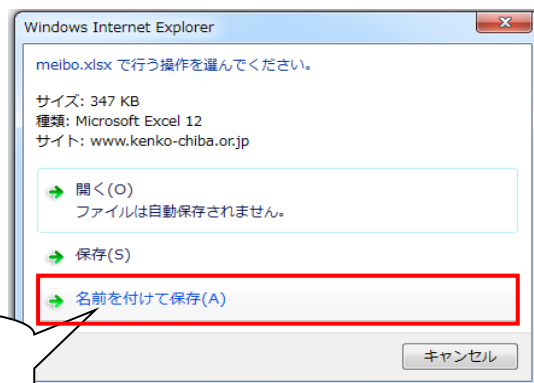 Windows Internet Explorer
meibo.xlsx で行う操作を選んでください。
サイズ: 347 KB
種類: Microsoft Excel 12
サイト: www.kenko-chiba.or.jp
開く(O)
ファイルは自動保存されません。
保存(S)
名前を付けて保存(A)
キャンセル